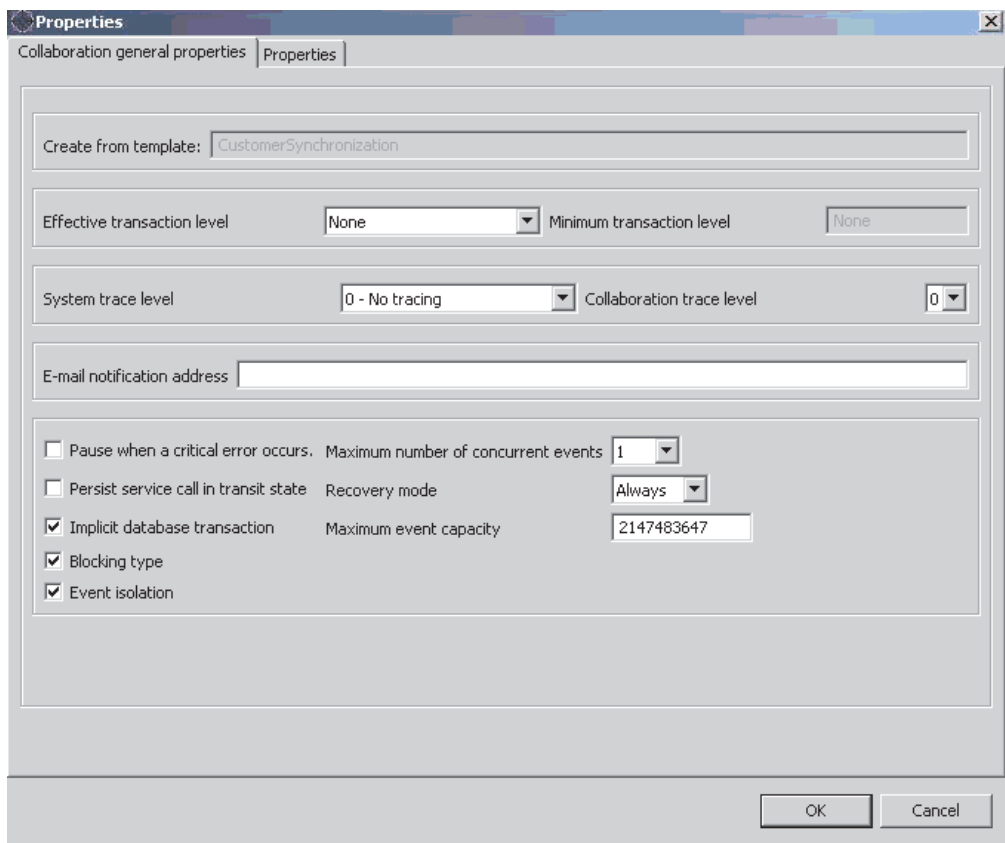 Properties
Collaboration general properties Properties
Create from template: CustomerSynchronization
Effective transaction level None Minimum transaction level None
System trace level 0 - No tracing Collaboration trace level 0
E-mail notification address
Pause when a critical error occurs. Maximum number of concurrent events 1
Persist service call in transit state Recovery mode Always
Implicit database transaction Maximum event capacity 2147483647
Blocking type
Event isolation
OK Cancel